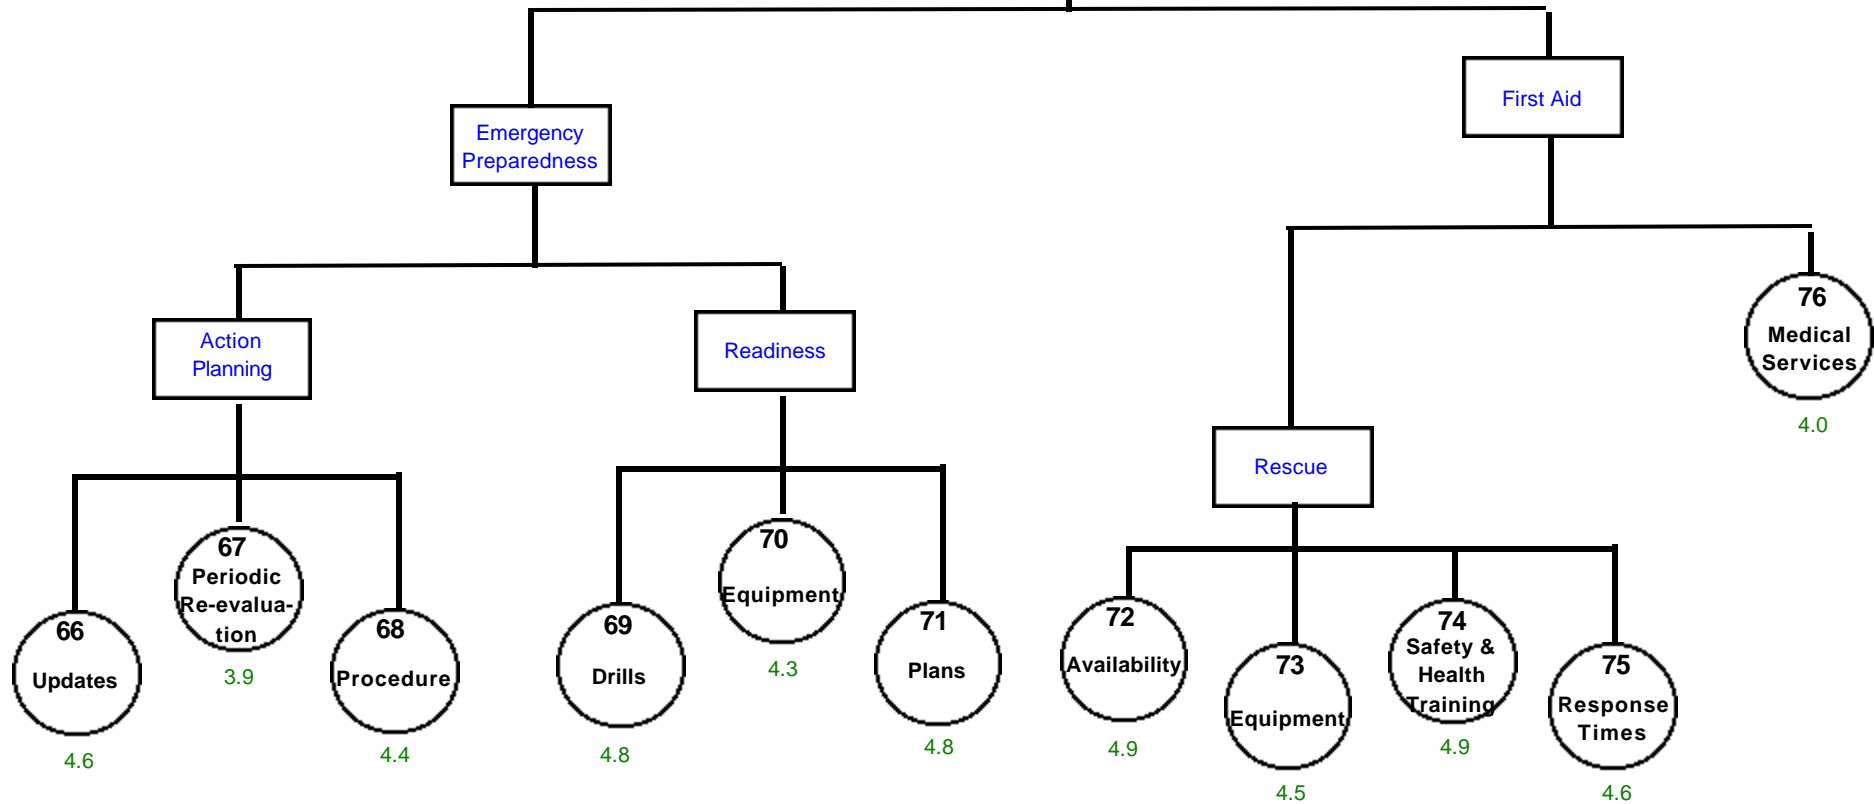 First Aid
Emergency
Preparedness
Action
Planning
Readiness
Rescue
66
Updates
4.6
67
Periodic
Re-evalua-
tion
3.9
68
Procedure
4.4
69
Drills
4.8
70
Equipment
4.3
71
Plans
4.8
72
Availability
4.9
73
Equipment
4.5
74
Safety &
Health
Training
4.9
75
Response
Times
4.6
76
Medical
Services
4.0